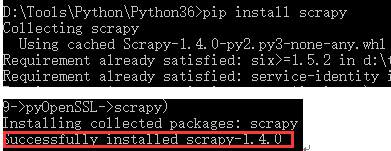 D:\Tools\Python\Python36>pip install scrapy
Collecting scrapy
Using cached Scrapy-1.4.0-py2.py3-none-any.whl
Requirement already satisfied: six>=1.5.2 in d:\
Requirement already satisfied: service-identity i
9->pyOpenSSL->scrapy)
Installing collected packages: scrapy
Successfully installed scrapy-1.4.0